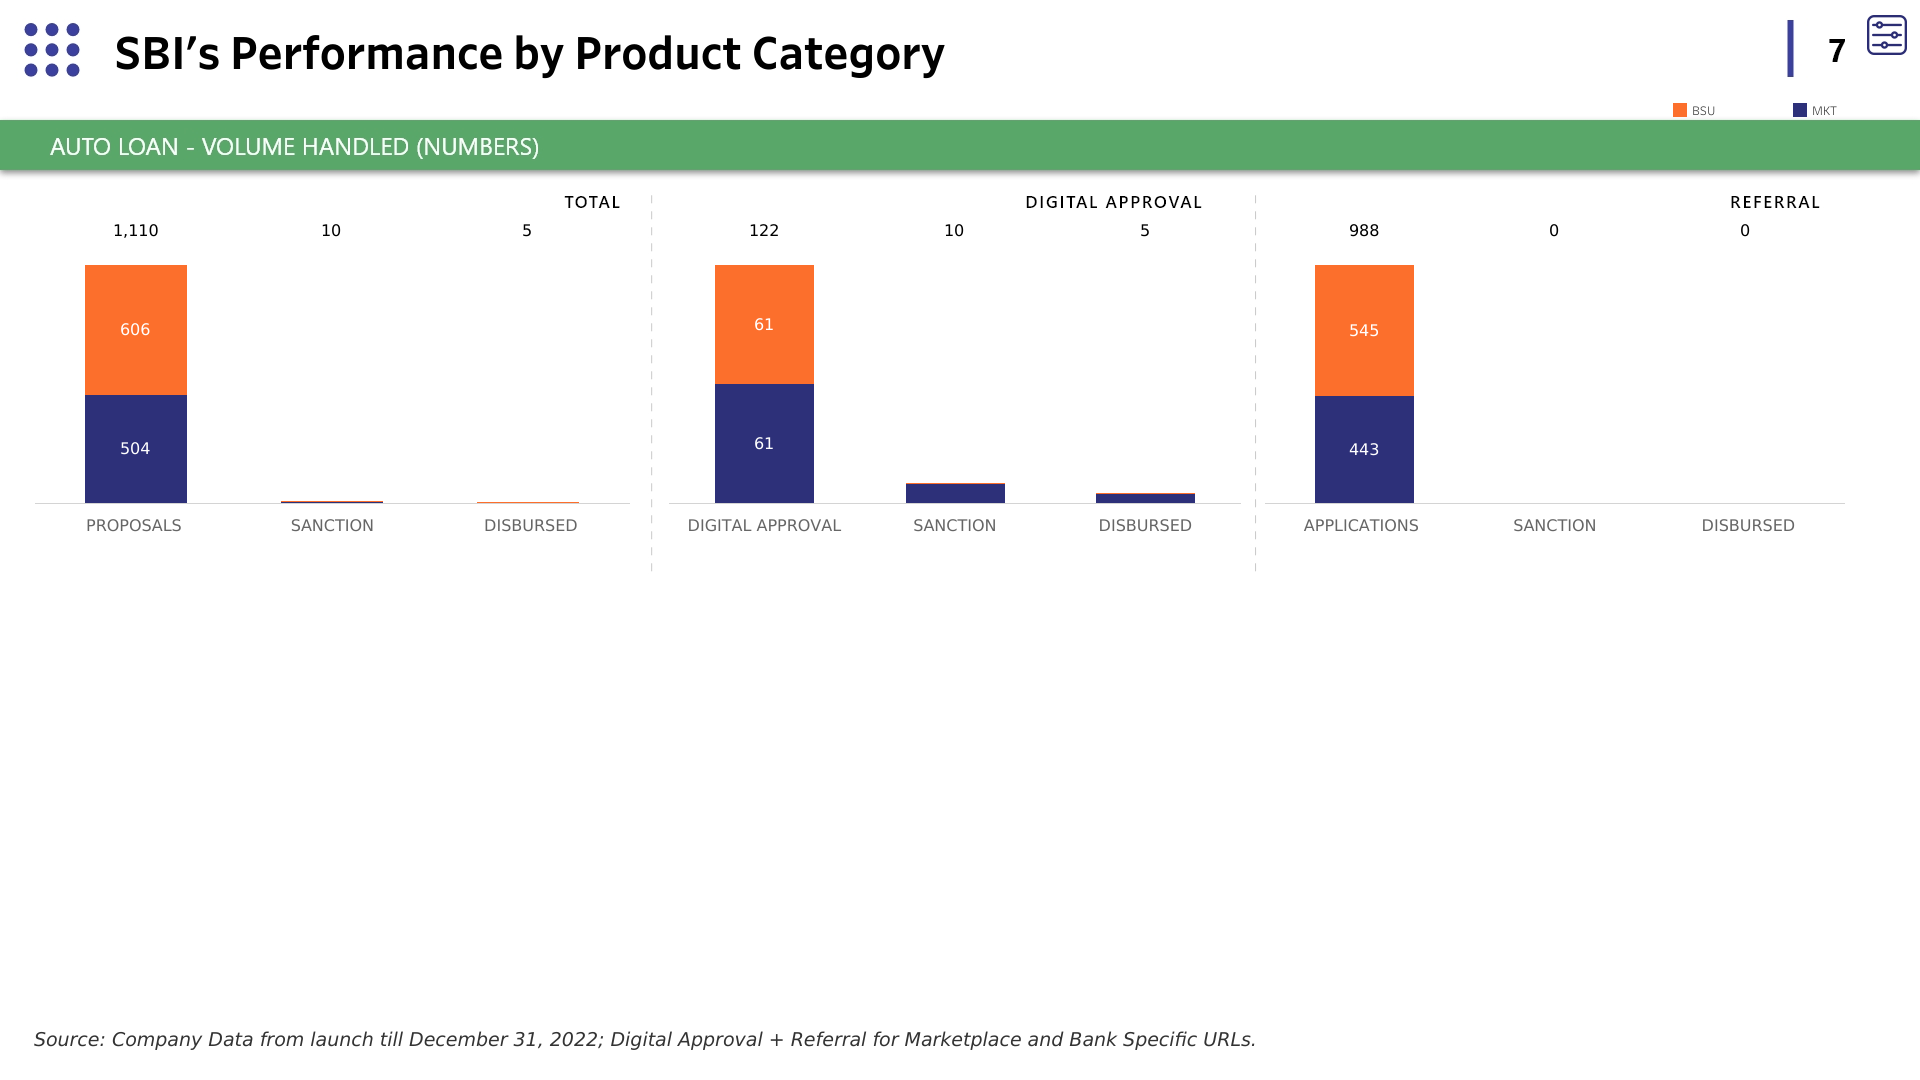 SBI’s Performance by Product Category
7
BSU MKT
AUTO LOAN - VOLUME HANDLED (NUMBERS)
TOTAL
1,110 10 5
606
504
PROPOSALS SANCTION DISBURSED
DIGITAL APPROVAL
122 10 5
61
61
DIGITAL APPROVAL SANCTION DISBURSED
REFERRAL
988 0 0
545
443
APPLICATIONS SANCTION DISBURSED
Source: Company Data from launch till December 31, 2022; Digital Approval + Referral for Marketplace and Bank Specific URLs.